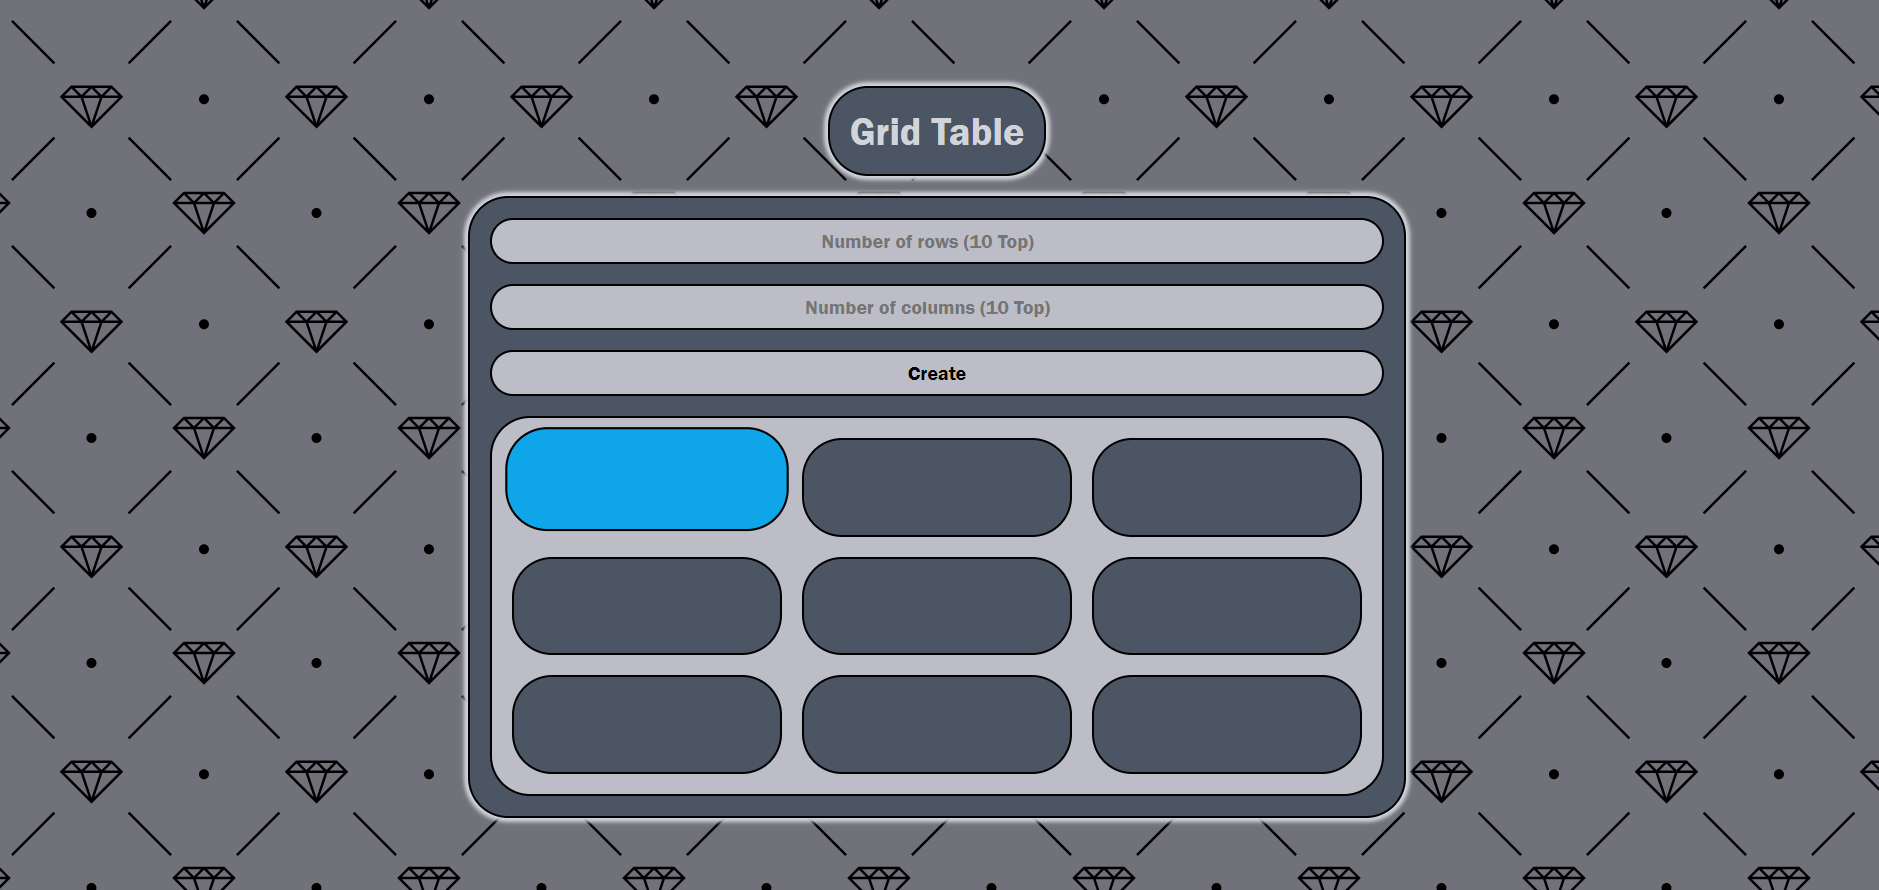 Grid Table
Number of rows (10 Top)
Number of columns (10 Top)
Create